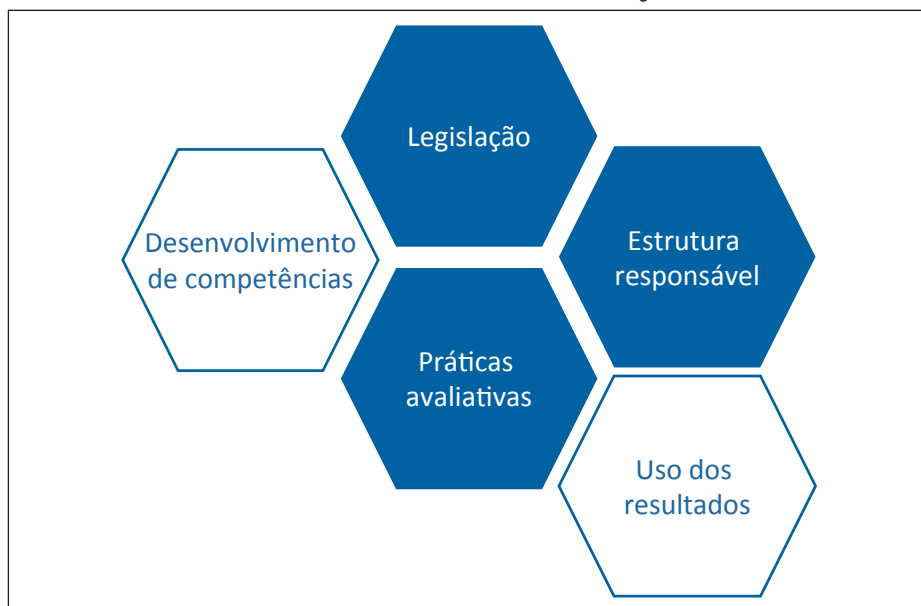 Legislação
Desenvolvimento
de competências
Estrutura
responsável
Práticas
avaliativas
Uso dos
resultados